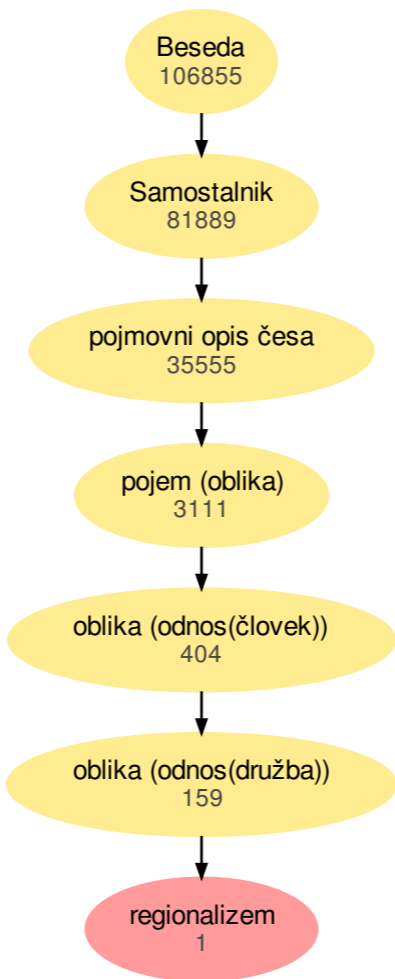 Beseda
106855
Samostalnik
81889
pojmovni opis česa
35555
pojem (oblika)
3111
oblika (odnos(človek))
404
oblika (odnos(družba))
159
regionalizem
1